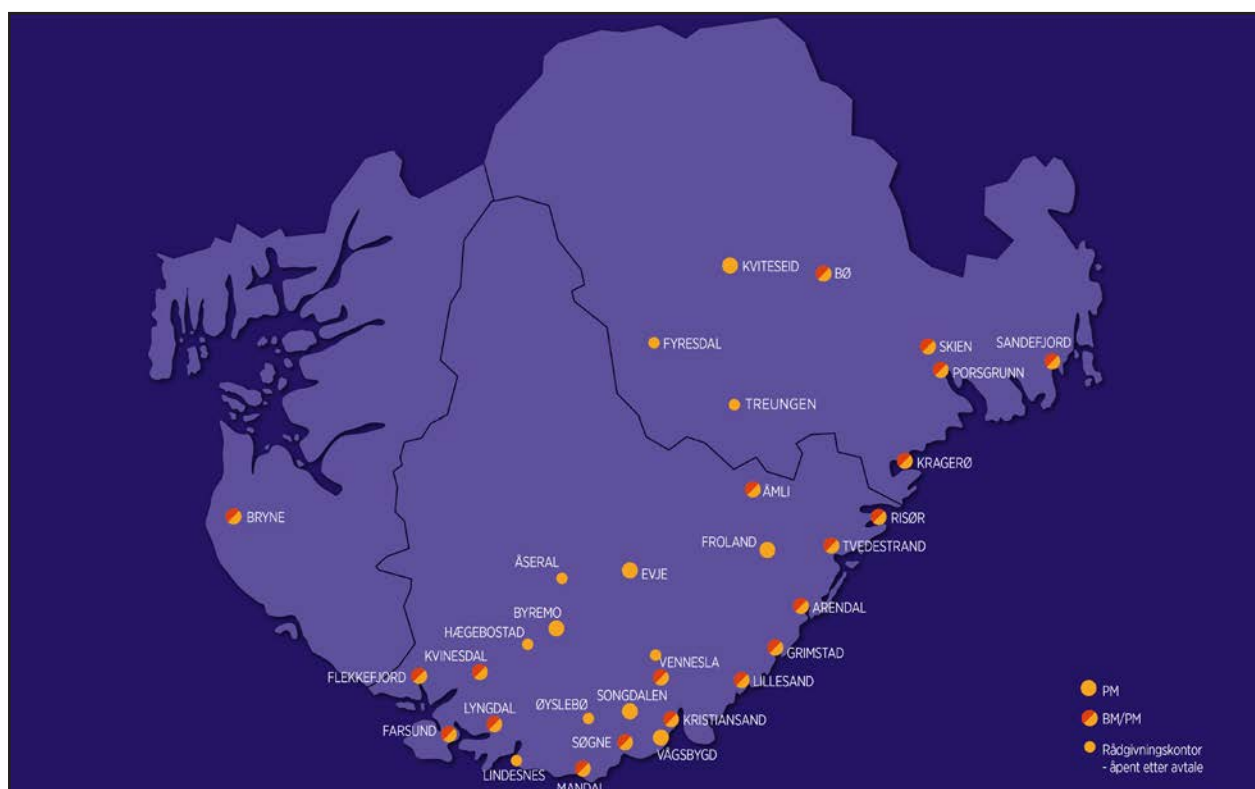 KVITESEID
BØ
FYRESDAL
SKIEN
SANDEFJORD
PORSGRUNN
TREUNGEN
KRAGERØ
ÅMLI
BRYNE
RISØR
FROLAND
TVEDESTRAND
ÅSERAL
EVJE
BYREMO
ARENDAL
HÆGEBOSTAD
KVINESDAL
GRIMSTAD
VENNESLA
FLEKKEFJORD
LILLESAND
SONGDALEN
ØYSLEBØ
LYNGDAL
KRISTIANSAND
FARSUND
SØGNE
VÅGSBYGD
LINDESNES
MANDAL
PM
BM/PM
Rådgivningskontor
- åpent etter avtale